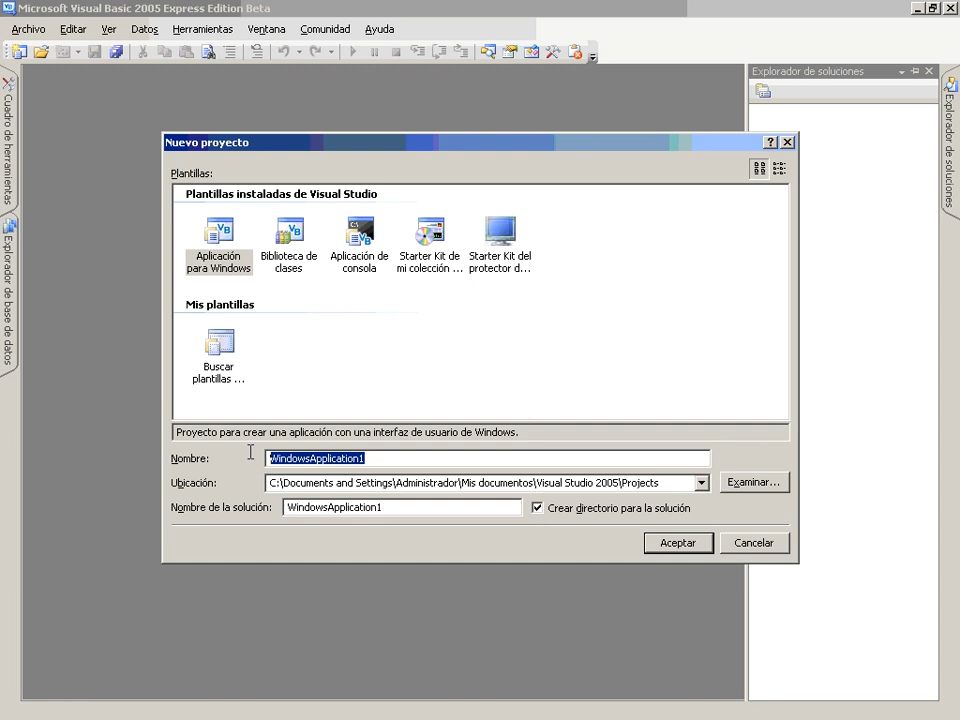 Microsoft Visual Basic 2005 Express Edition Beta
Archivo Editar Ver Datos Herramientas Ventana Comunidad Ayuda
Cuadro de herramientas
Explorador de base de datos
Explorador de soluciones
Explorador de soluciones
Nuevo proyecto
Plantillas:
Plantillas instaladas de Visual Studio
Aplicación para Windows
Biblioteca de clases
Aplicación de consola
Starter Kit de mi colección ...
Starter Kit del protector d...
Mis plantillas
Buscar plantillas ...
Proyecto para crear una aplicación con una interfaz de usuario de Windows.
Nombre: WindowsApplication1
Ubicación: C:\Documents and Settings\Administrador\Mis documentos\Visual Studio 2005\Projects Examinar...
Nombre de la solución: WindowsApplication1 Crear directorio para la solución
Aceptar Cancelar